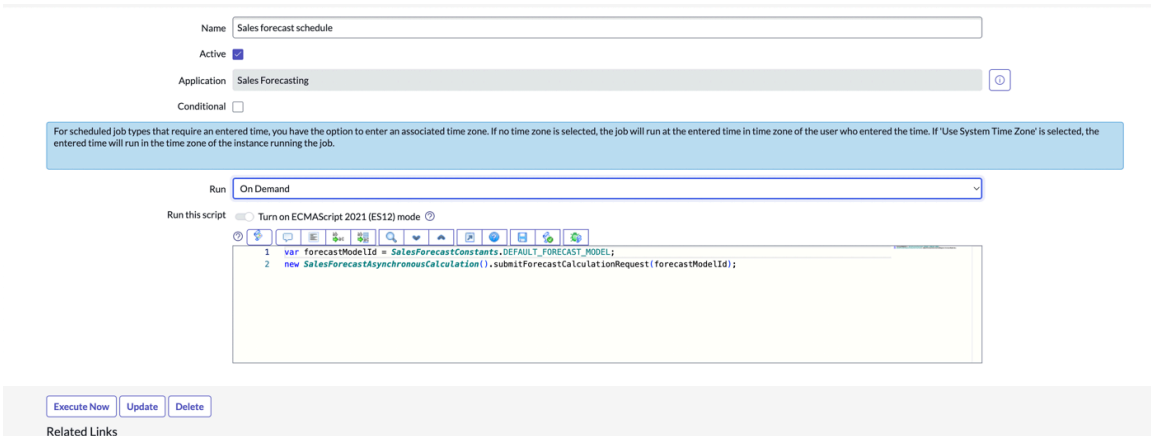 Name Sales forecast schedule
Active
Application Sales Forecasting
Conditional
For scheduled job types that require an entered time, you have the option to enter an associated time zone. If no time zone is selected, the job will run at the entered time in time zone of the user who entered the time. If 'Use System Time Zone' is selected, the
entered time will run in the time zone of the instance running the job.
Run On Demand
Run this script Turn on ECMAScript 2021 (ES12) mode
1 var forecastModelId = SalesForecastConstants.DEFAULT_FORECAST_MODEL;
2 new SalesForecastAsynchronousCalculation().submitForecastCalculationRequest(forecastModelId);
Execute Now Update Delete
Related Links